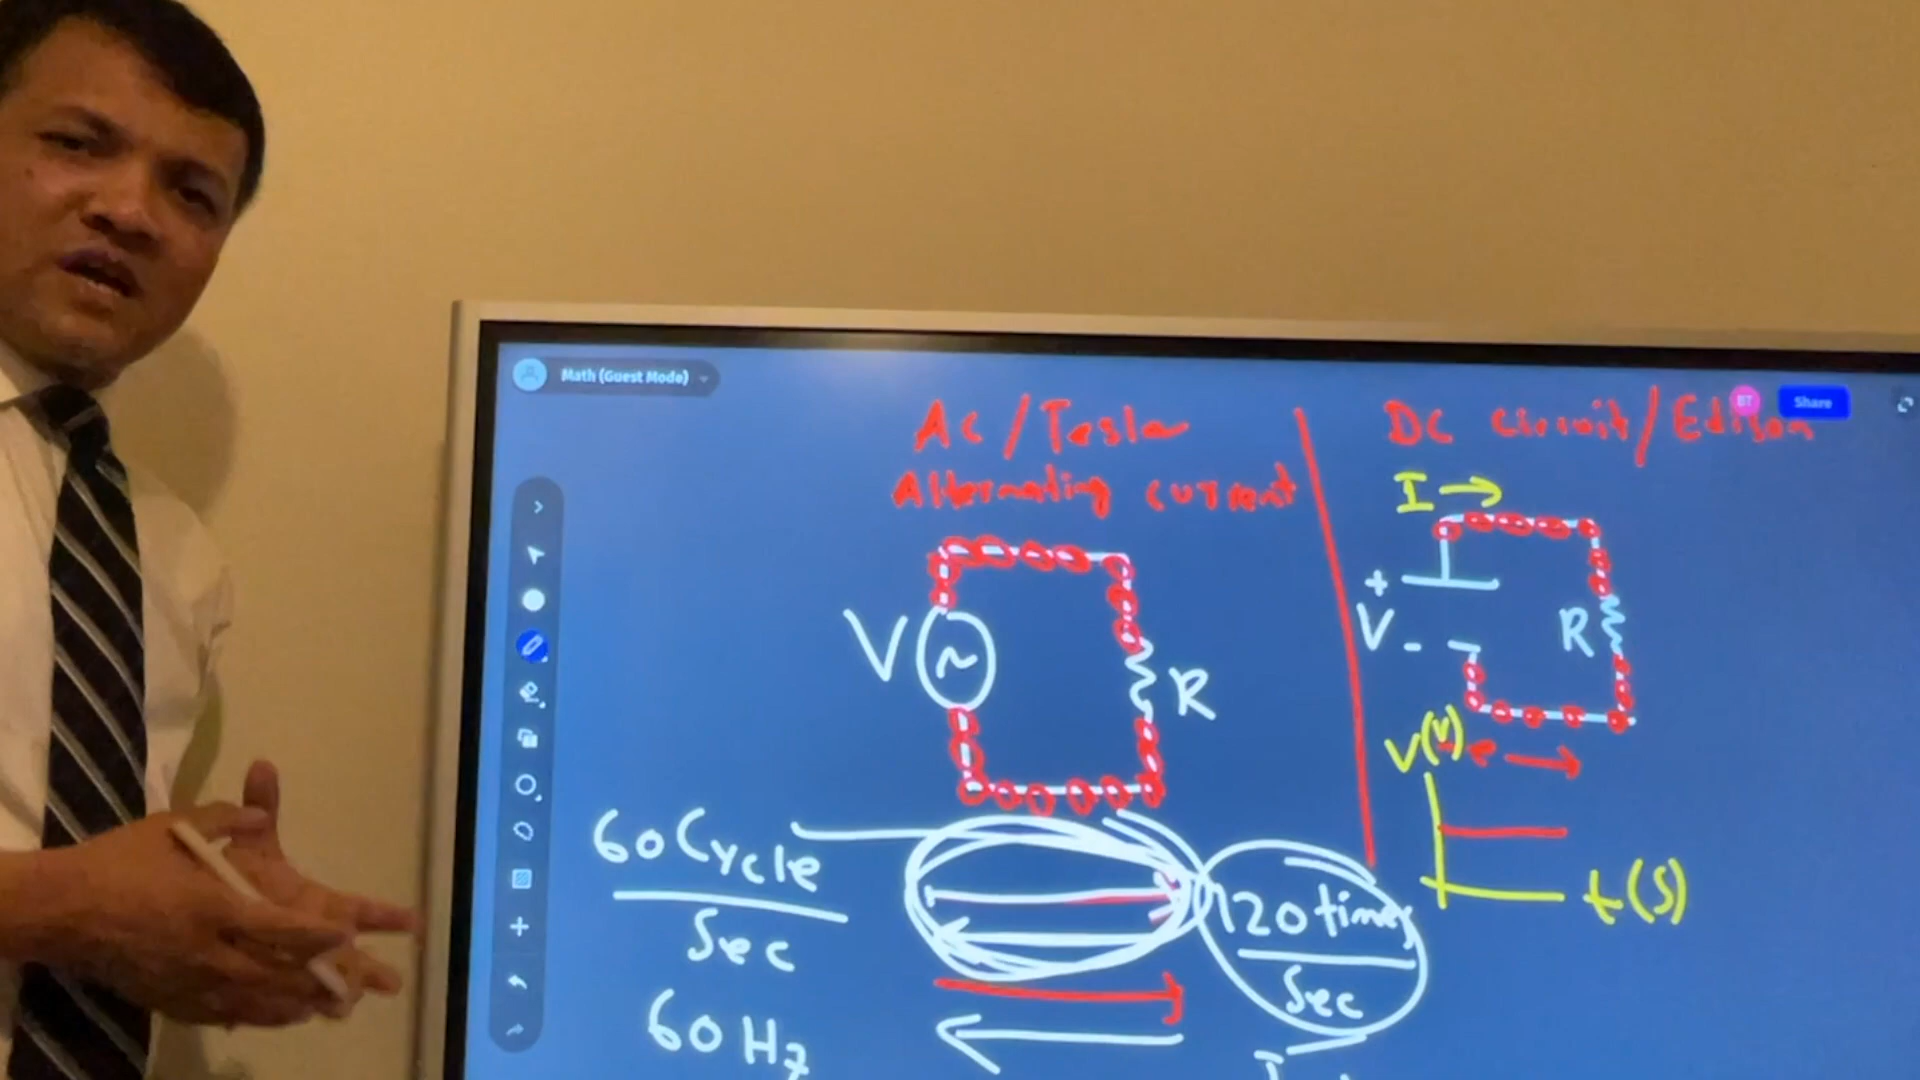 Math (Guest Mode)
BT
Share
AC/Tesla
Alternating current
V
~
R
60 Cycle
Sec
60 Hz
120 times
Sec
DC Circuit/Edison
I →
+
V
-
R
e →
V(V)
t(s)